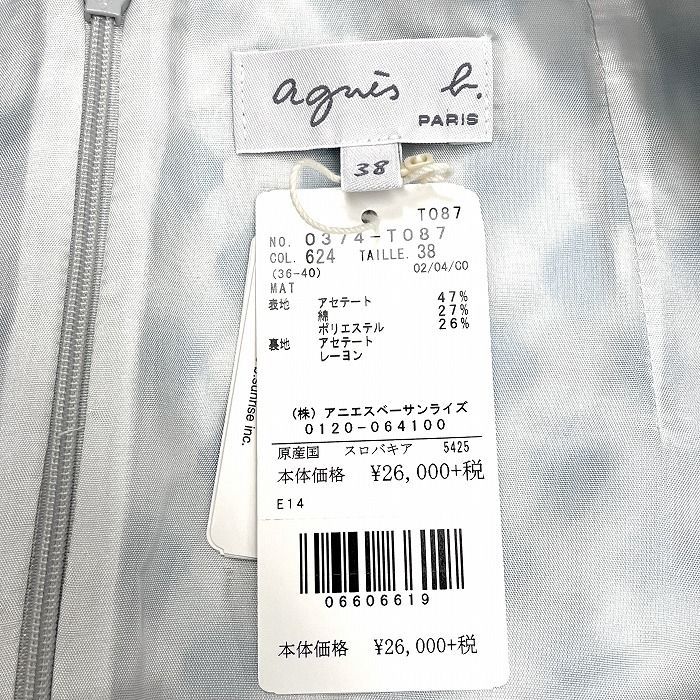 agnès b.
PARIS
38
T087
NO. 0374-T087
COL. 624 TAILLE. 38
(36-40) 02/04/C0
MAT
表地 アセテート 47%
綿 27%
ポリエステル 26%
裏地 アセテート
レーヨン
(株) アニエスベーサンライズ
0120-064100
原産国 スロバキア 5425
本体価格 ¥26,000+税
E14
06606619
本体価格 ¥26,000+税
sunrise inc.